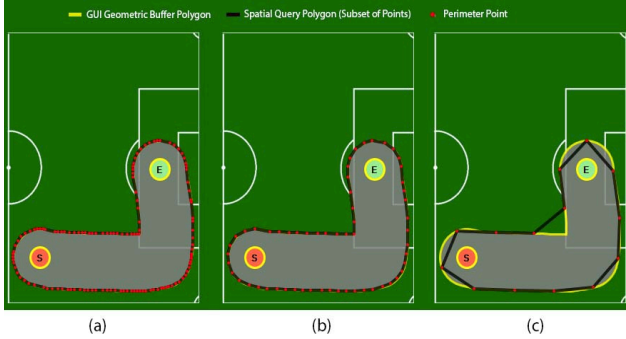 GUI Geometric Buffer Polygon Spatial Query Polygon (Subset of Points) Perimeter Point
E E E
S S S
(a) (b) (c)